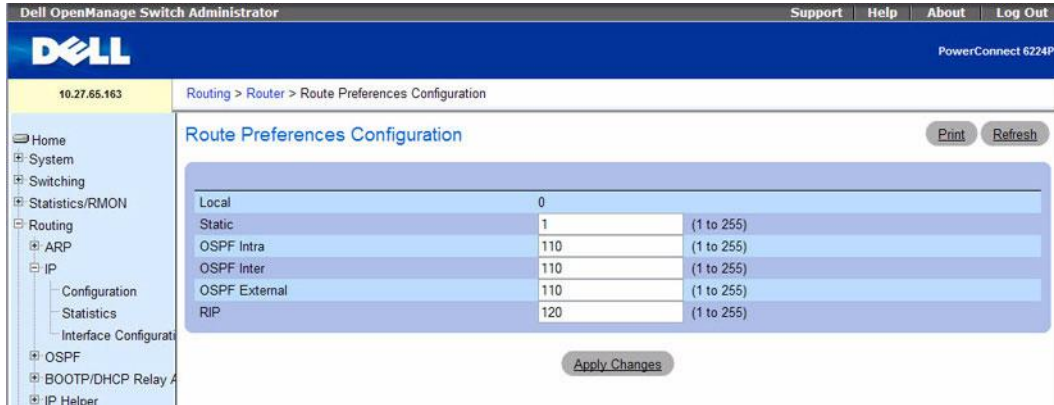 Dell OpenManage Switch Administrator
Support Help About Log Out
DELL
PowerConnect 6224P
10.27.65.163
Routing > Router > Route Preferences Configuration
Home
System
Switching
Statistics/RMON
Routing
ARP
IP
Configuration
Statistics
Interface Configurati
OSPF
BOOTP/DHCP Relay A
IP Helper
Route Preferences Configuration
Print Refresh
Local 0
Static 1 (1 to 255)
OSPF Intra 110 (1 to 255)
OSPF Inter 110 (1 to 255)
OSPF External 110 (1 to 255)
RIP 120 (1 to 255)
Apply Changes